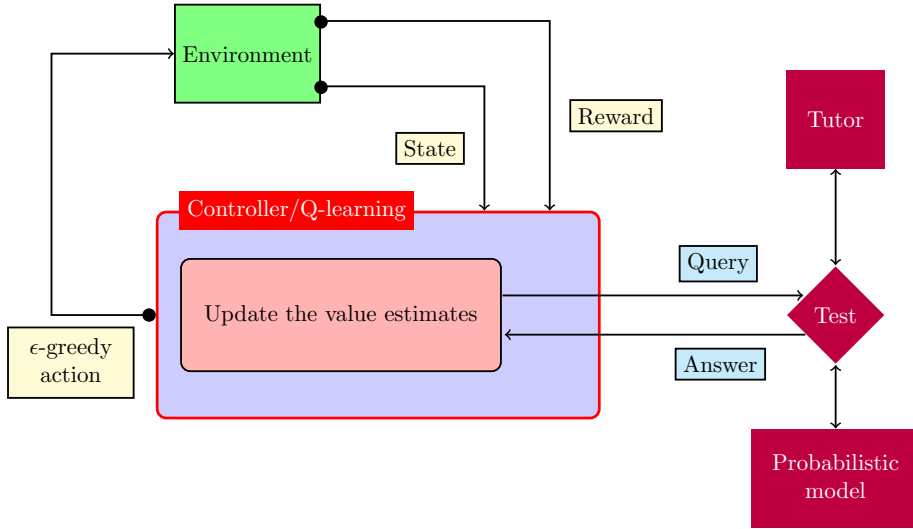 Environment
Reward
Tutor
State
Controller/Q-learning
Query
Update the value estimates
Test
ϵ-greedy
action
Answer
Probabilistic
model